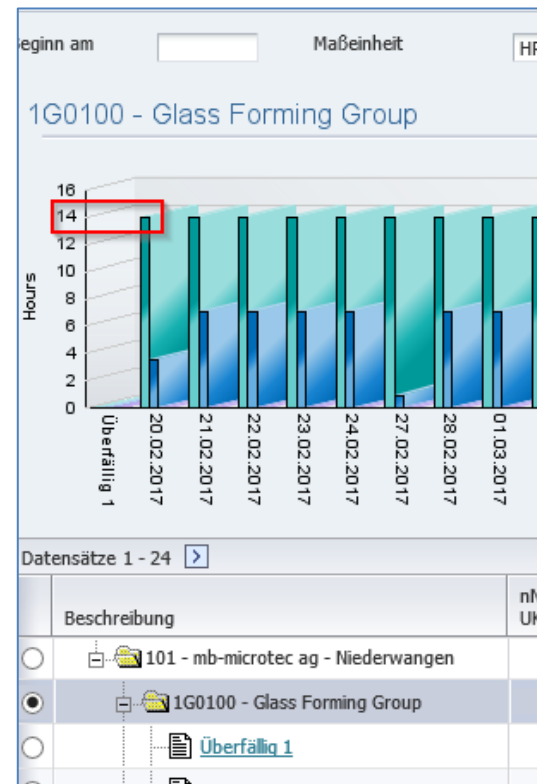 eginn am
Maßeinheit
1G0100 - Glass Forming Group
16
14
12
10
8
6
4
2
0
Hours
Überfällig 1
20.02.2017
21.02.2017
22.02.2017
23.02.2017
24.02.2017
27.02.2017
28.02.2017
01.03.2017
Datensätze 1 - 24 >
Beschreibung
101 - mb-microtec ag - Niederwangen
1G0100 - Glass Forming Group
Überfällig 1